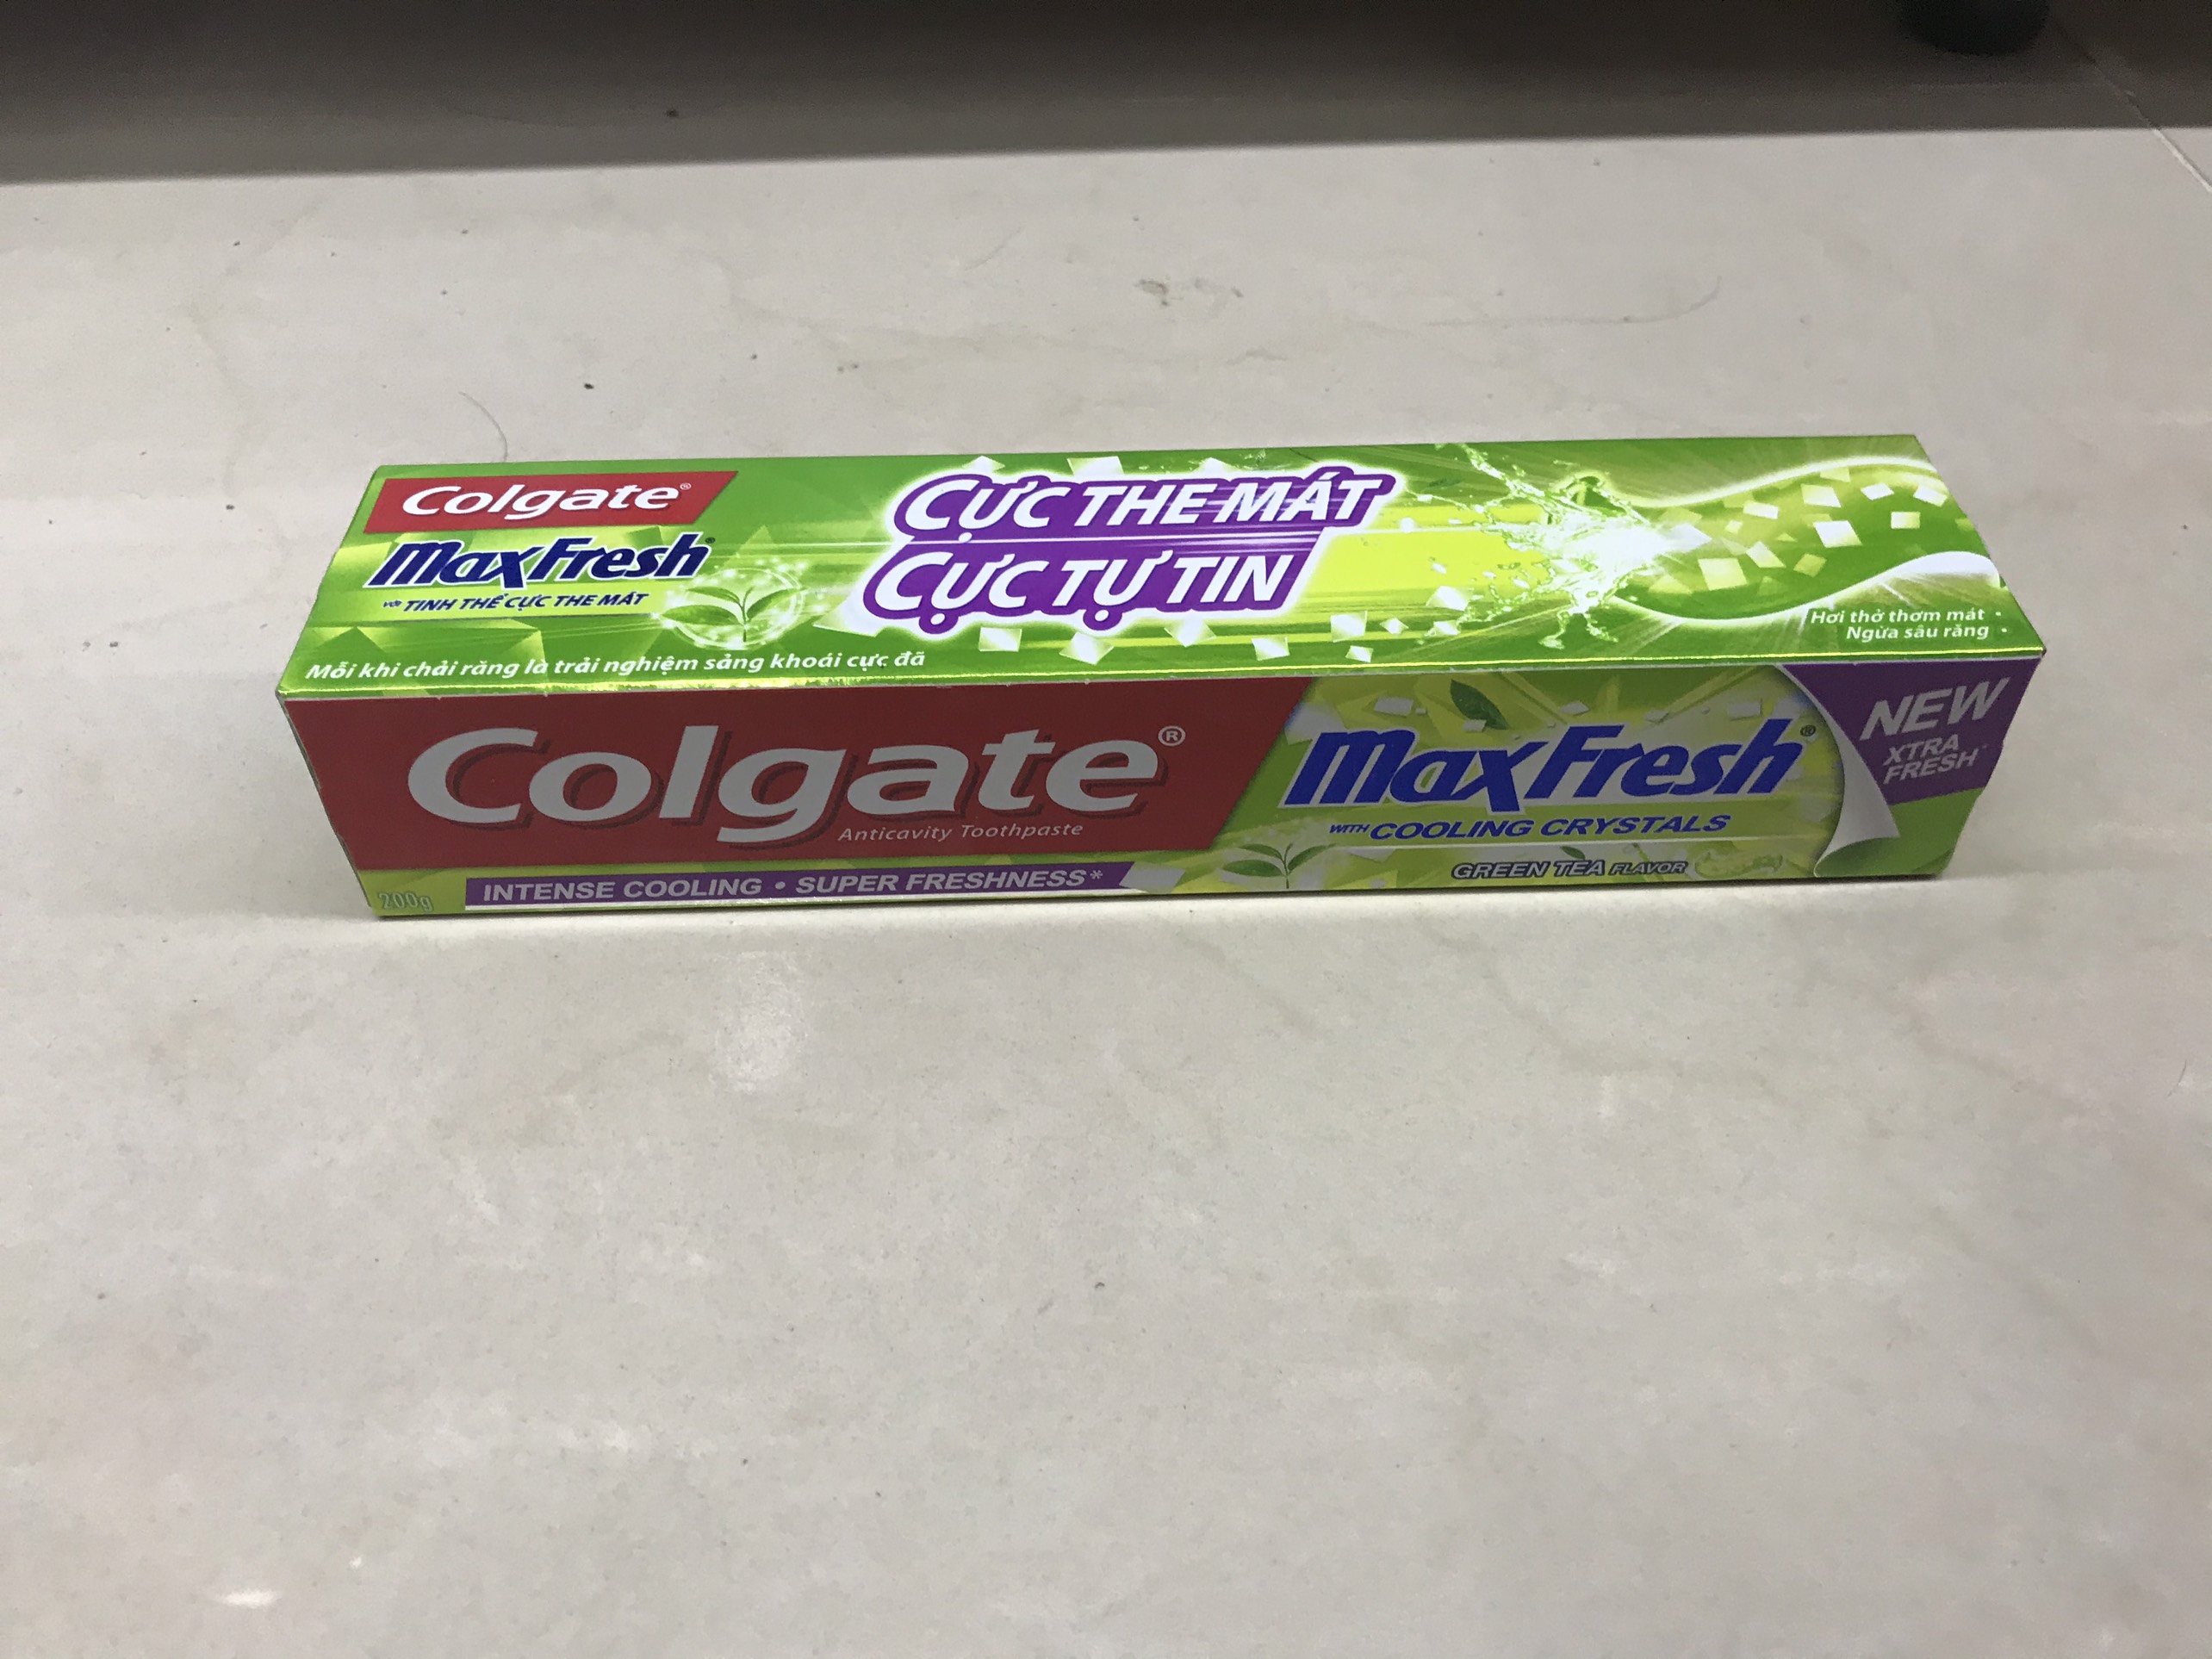 Colgate®
MaxFresh®
với TINH THỂ CỰC THE MÁT
CỰC THE MÁT
CỰC TỰ TIN
Hơi thở thơm mát •
Ngừa sâu răng •
Mỗi khi chải răng là trải nghiệm sảng khoái cực đã
Colgate®
Anticavity Toothpaste
MaxFresh®
WITH COOLING CRYSTALS
GREEN TEA FLAVOR
NEW
XTRA
FRESH*
200g
INTENSE COOLING • SUPER FRESHNESS*